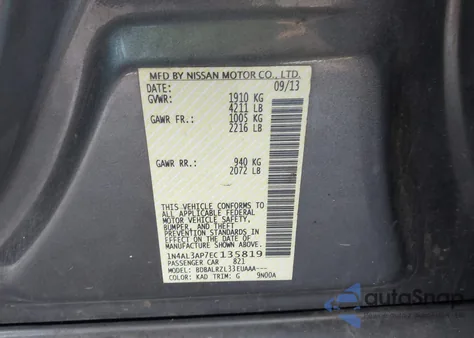 MFD BY NISSAN MOTOR CO., LTD.
DATE: 09/13
GVWR: 1910 KG
4211 LB
GAWR FR.: 1005 KG
2216 LB
GAWR RR.: 940 KG
2072 LB
THIS VEHICLE CONFORMS TO
ALL APPLICABLE FEDERAL
MOTOR VEHICLE SAFETY,
BUMPER, AND THEFT
PREVENTION STANDARDS IN
EFFECT ON THE DATE OF
MANUFACTURE SHOWN ABOVE.
1N4AL3AP7EC135819
PASSENGER CAR 821
MODEL: BDBALRZL33EUAAA---
COLOR: KAD TRIM: G 9N00A
autoSnap